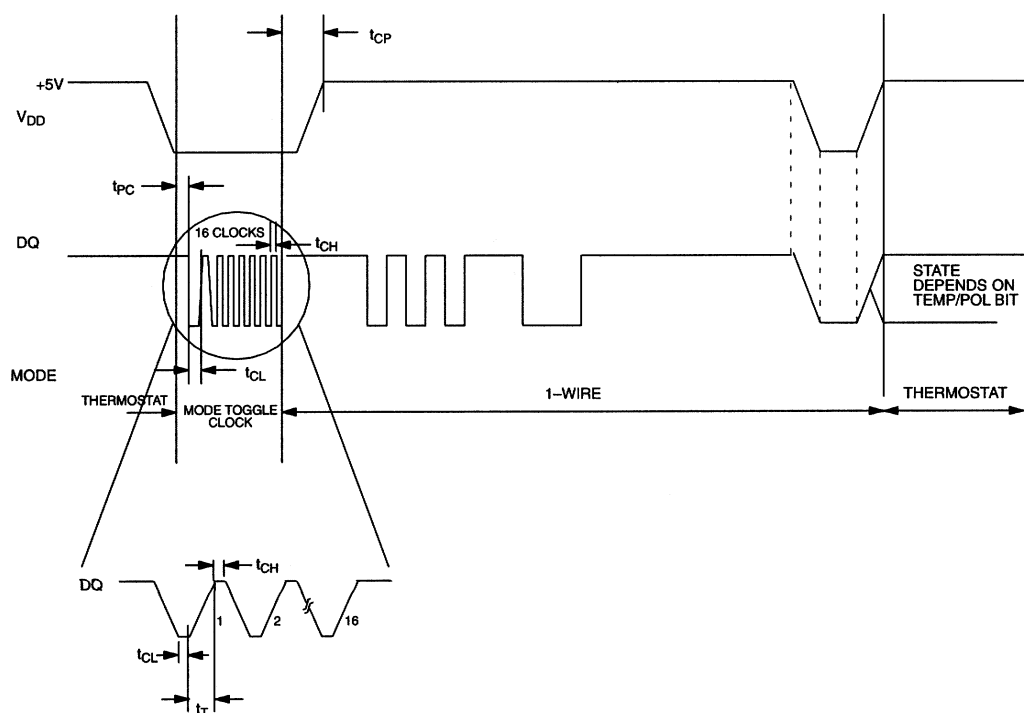 tCP
+5V
VDD
tPC
DQ
16 CLOCKS
tCH
STATE
DEPENDS ON
TEMP/POL BIT
tCL
MODE
THERMOSTAT
MODE TOGGLE
CLOCK
1–WIRE
THERMOSTAT
DQ
tCH
1
2
16
tCL
tT